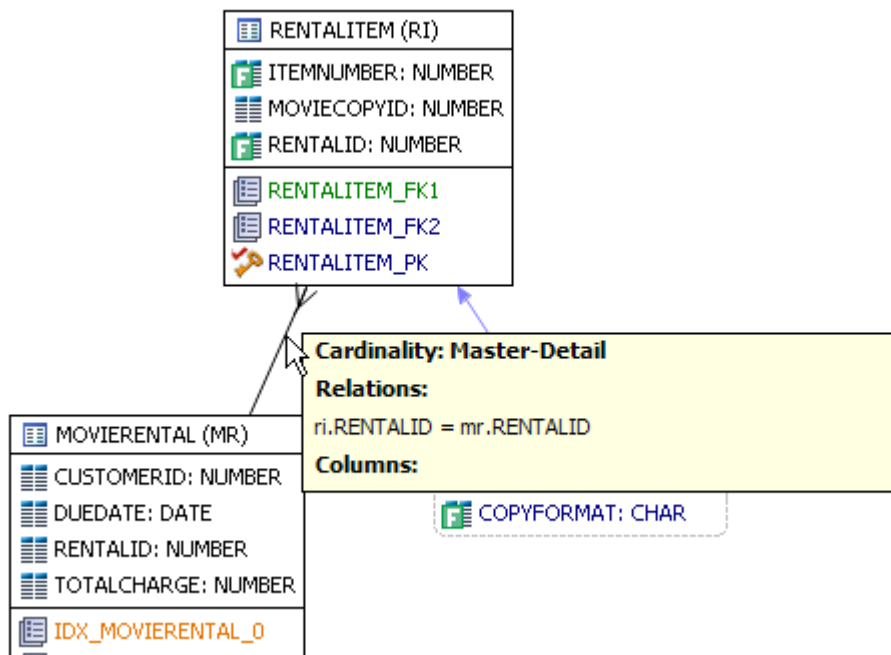 RENTALITEM (RI)
ITEMNUMBER: NUMBER
MOVIECOPYID: NUMBER
RENTALID: NUMBER
RENTALITEM_FK1
RENTALITEM_FK2
RENTALITEM_PK
Cardinality: Master-Detail
Relations:
ri.RENTALID = mr.RENTALID
Columns:
MOVIERENTAL (MR)
CUSTOMERID: NUMBER
DUEDATE: DATE
RENTALID: NUMBER
TOTALCHARGE: NUMBER
IDX_MOVIERENTAL_0
COPYFORMAT: CHAR